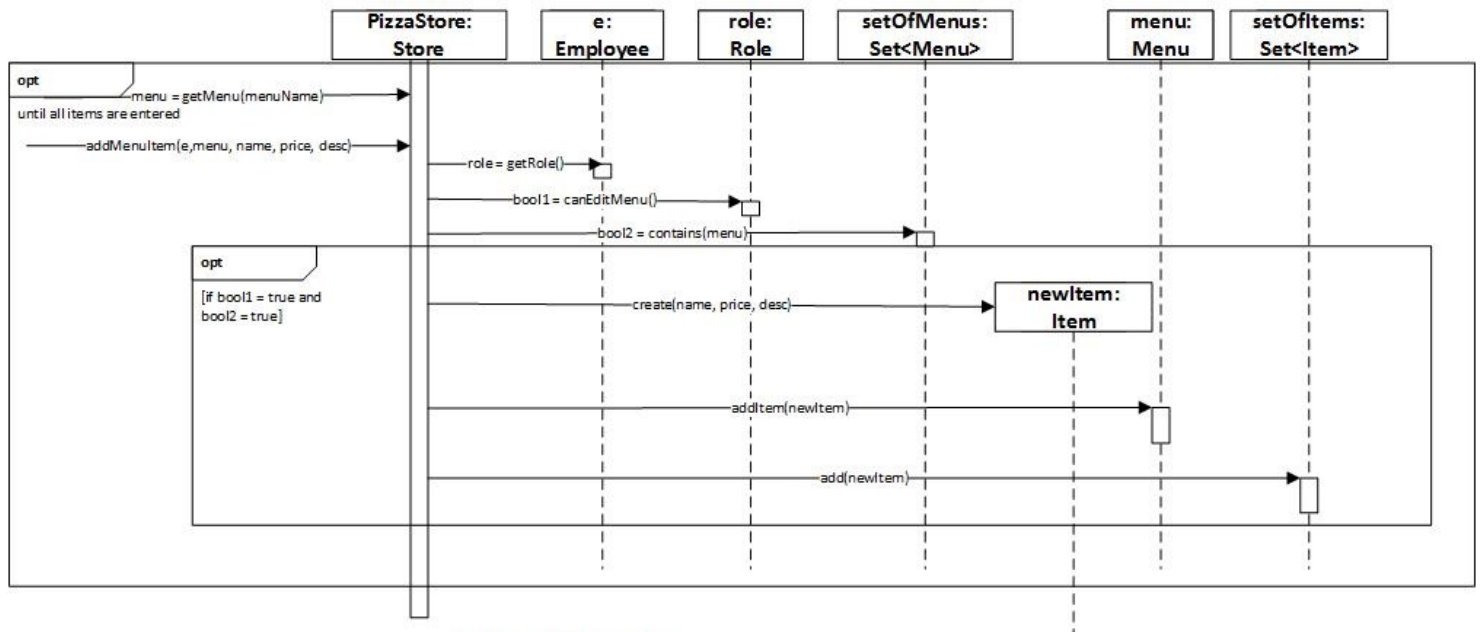 PizzaStore:
Store
e:
Employee
role:
Role
setOfMenus:
Set<Menu>
menu:
Menu
setOfItems:
Set<Item>
opt
menu = getMenu(menuName)
until all items are entered
addMenuItem(e,menu, name, price, desc)
role = getRole()
bool1 = canEditMenu()
bool2 = contains(menu)
opt
[if bool1 = true and
bool2 = true]
create(name, price, desc)
newItem:
Item
addItem(newItem)
add(newItem)